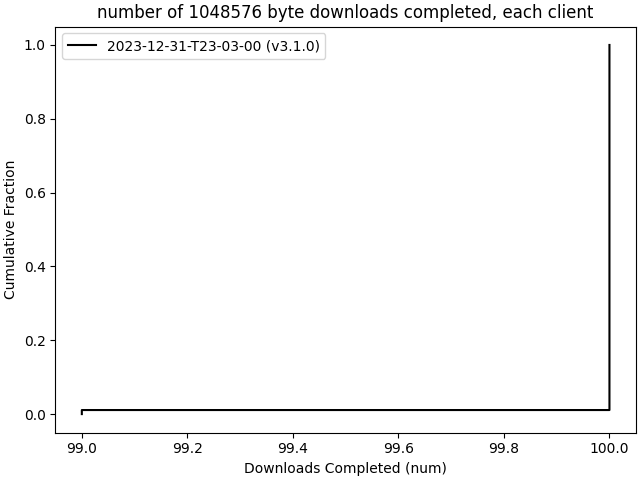 number of 1048576 byte downloads completed, each client
2023-12-31-T23-03-00 (v3.1.0)
Cumulative Fraction
1.0
0.8
0.6
0.4
0.2
0.0
99.0 99.2 99.4 99.6 99.8 100.0
Downloads Completed (num)